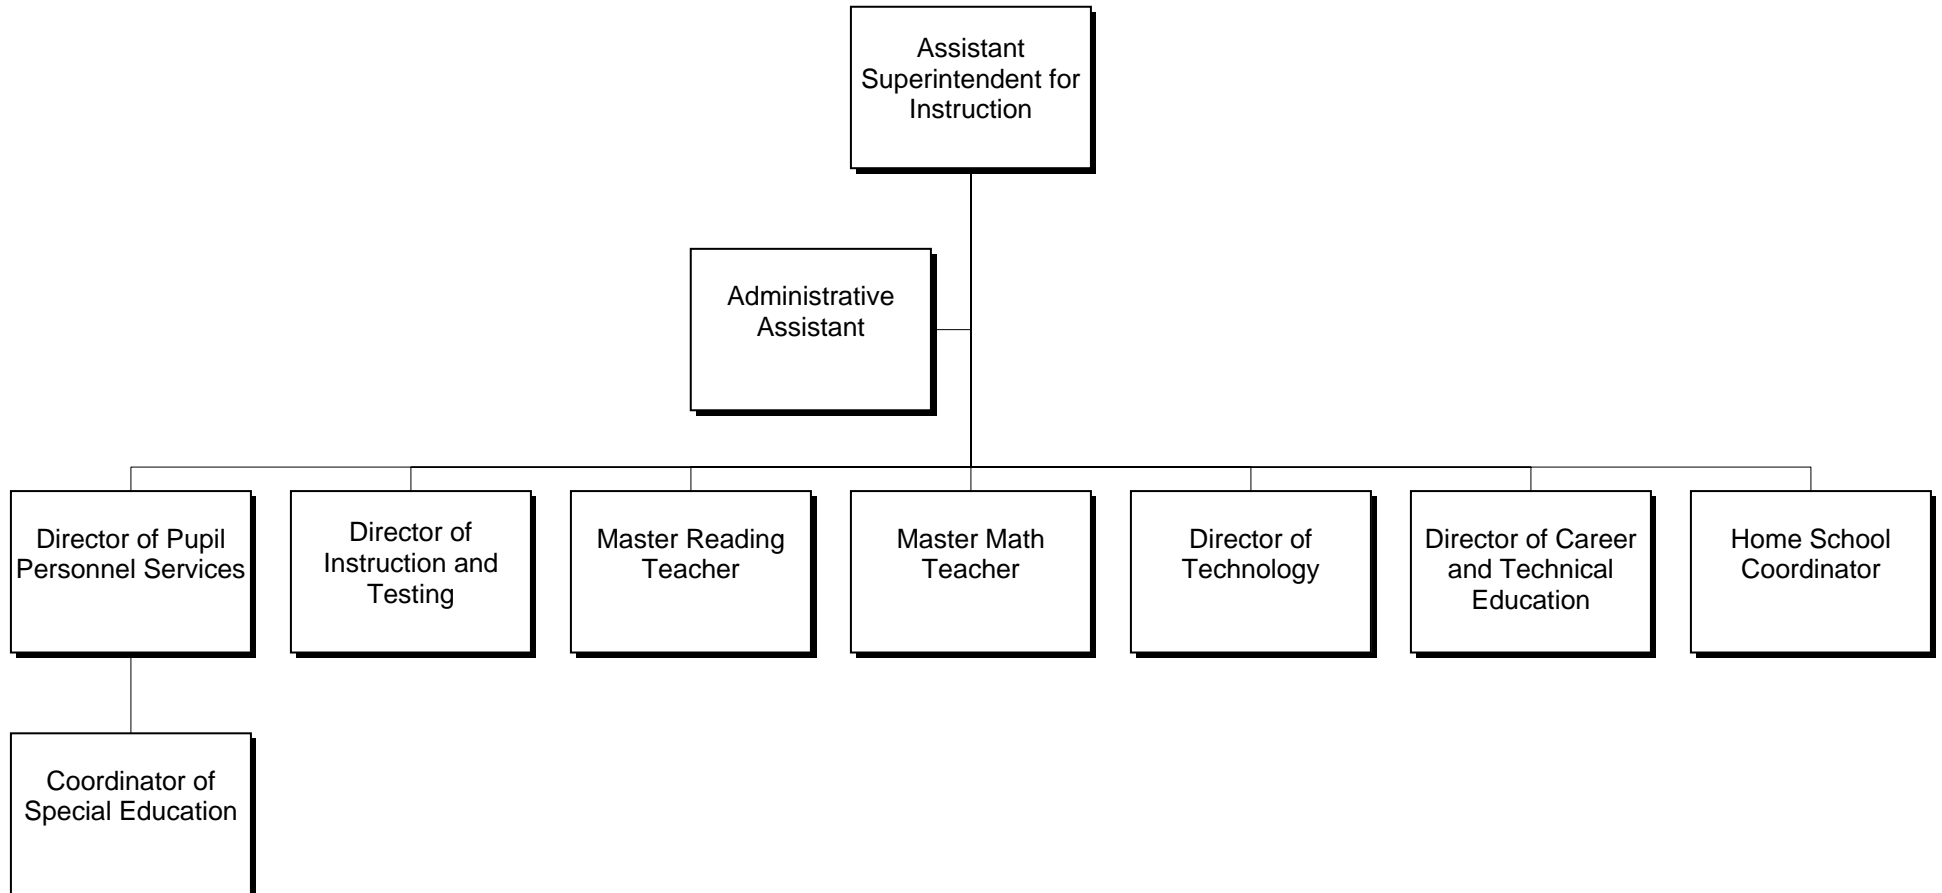 Assistant
Superintendent for
Instruction
Administrative
Assistant
Director of Pupil
Personnel Services
Director of
Instruction and
Testing
Master Reading
Teacher
Master Math
Teacher
Director of
Technology
Director of Career
and Technical
Education
Home School
Coordinator
Coordinator of
Special Education